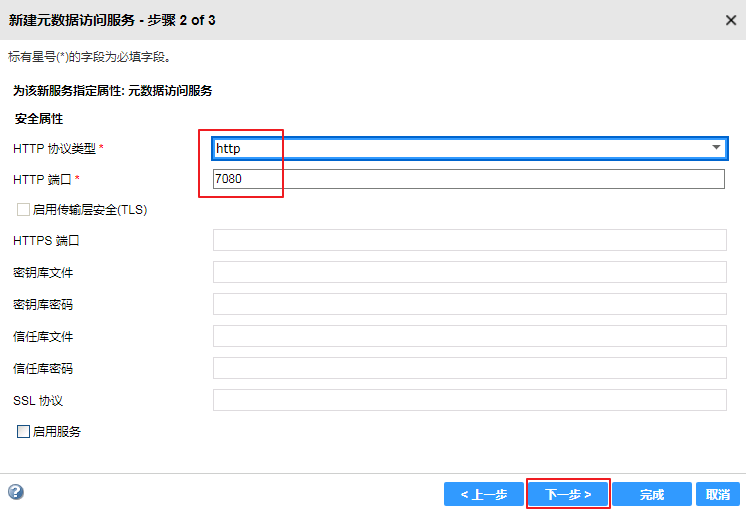 新建元数据访问服务 - 步骤 2 of 3
标有星号(*)的字段为必填字段。
为该新服务指定属性: 元数据访问服务
安全属性
HTTP 协议类型 * http
HTTP 端口 * 7080
启用传输层安全(TLS)
HTTPS 端口
密钥库文件
密钥库密码
信任库文件
信任库密码
SSL 协议
启用服务
? < 上一步 下一步 > 完成 取消